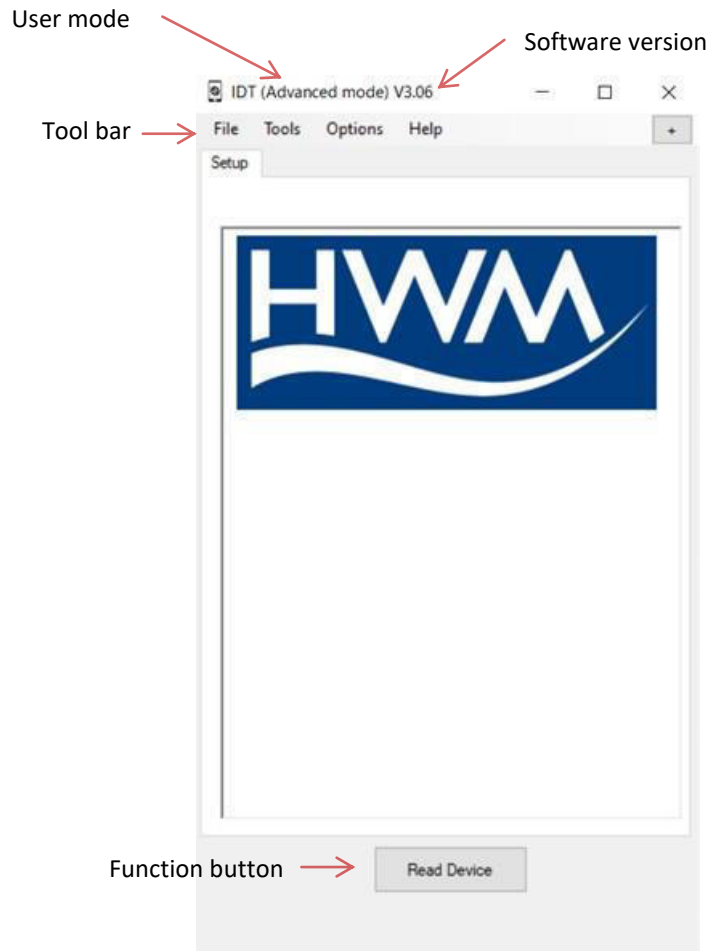 User mode
Software version
IDT (Advanced mode) V3.06
Tool bar
File Tools Options Help +
Setup
HWM
Function button
Read Device